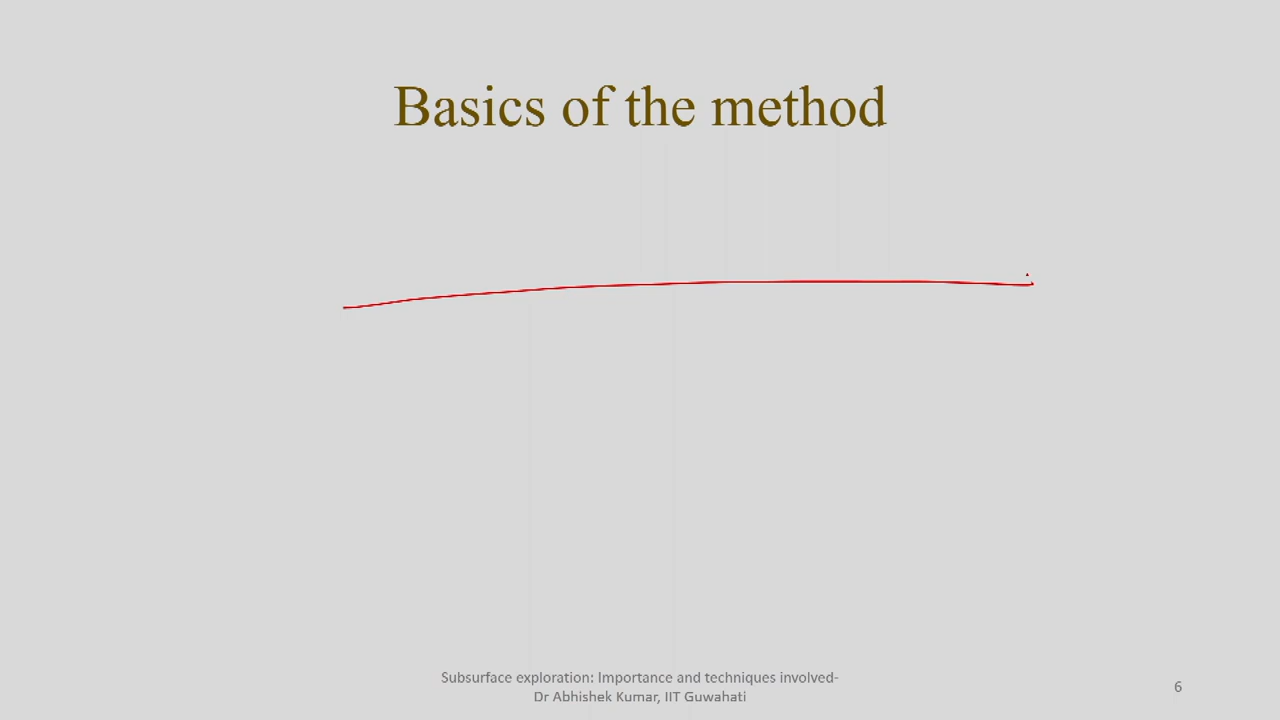 Basics of the method
Subsurface exploration: Importance and techniques involved-
Dr Abhishek Kumar, IIT Guwahati
6